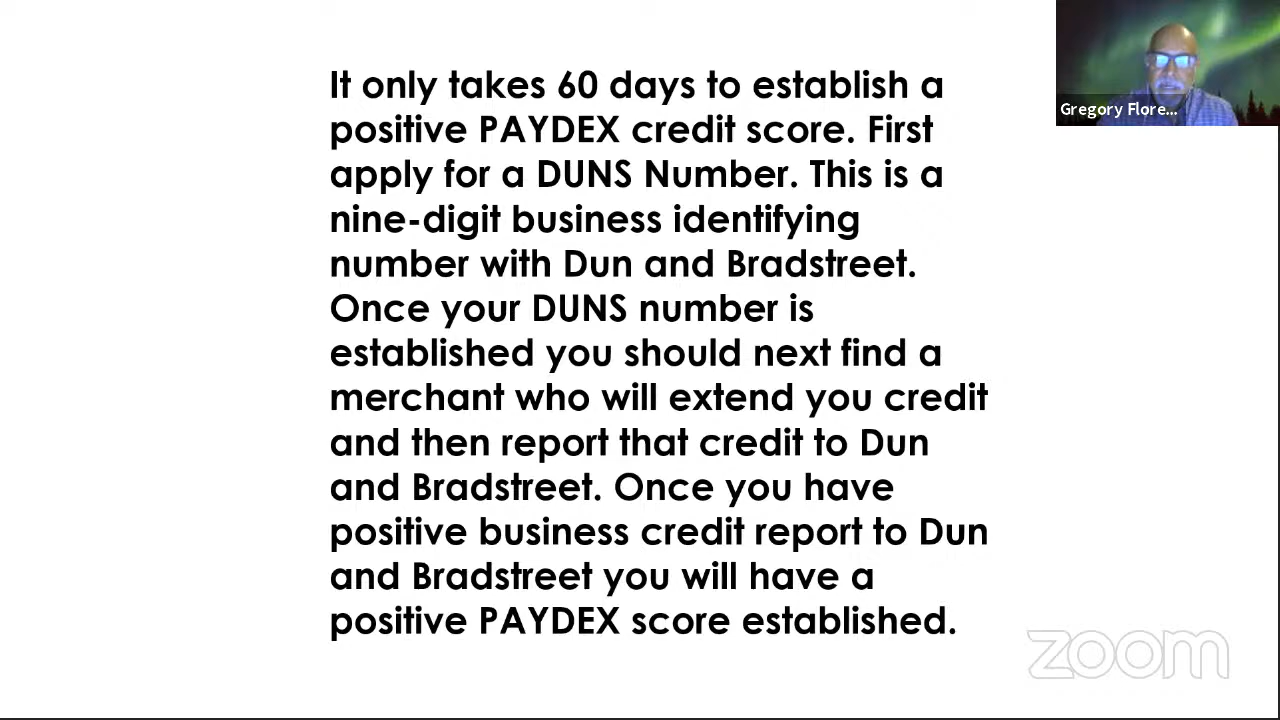 It only takes 60 days to establish a
positive PAYDEX credit score. First
apply for a DUNS Number. This is a
nine-digit business identifying
number with Dun and Bradstreet.
Once your DUNS number is
established you should next find a
merchant who will extend you credit
and then report that credit to Dun
and Bradstreet. Once you have
positive business credit report to Dun
and Bradstreet you will have a
positive PAYDEX score established.
Gregory Flore...
zoom